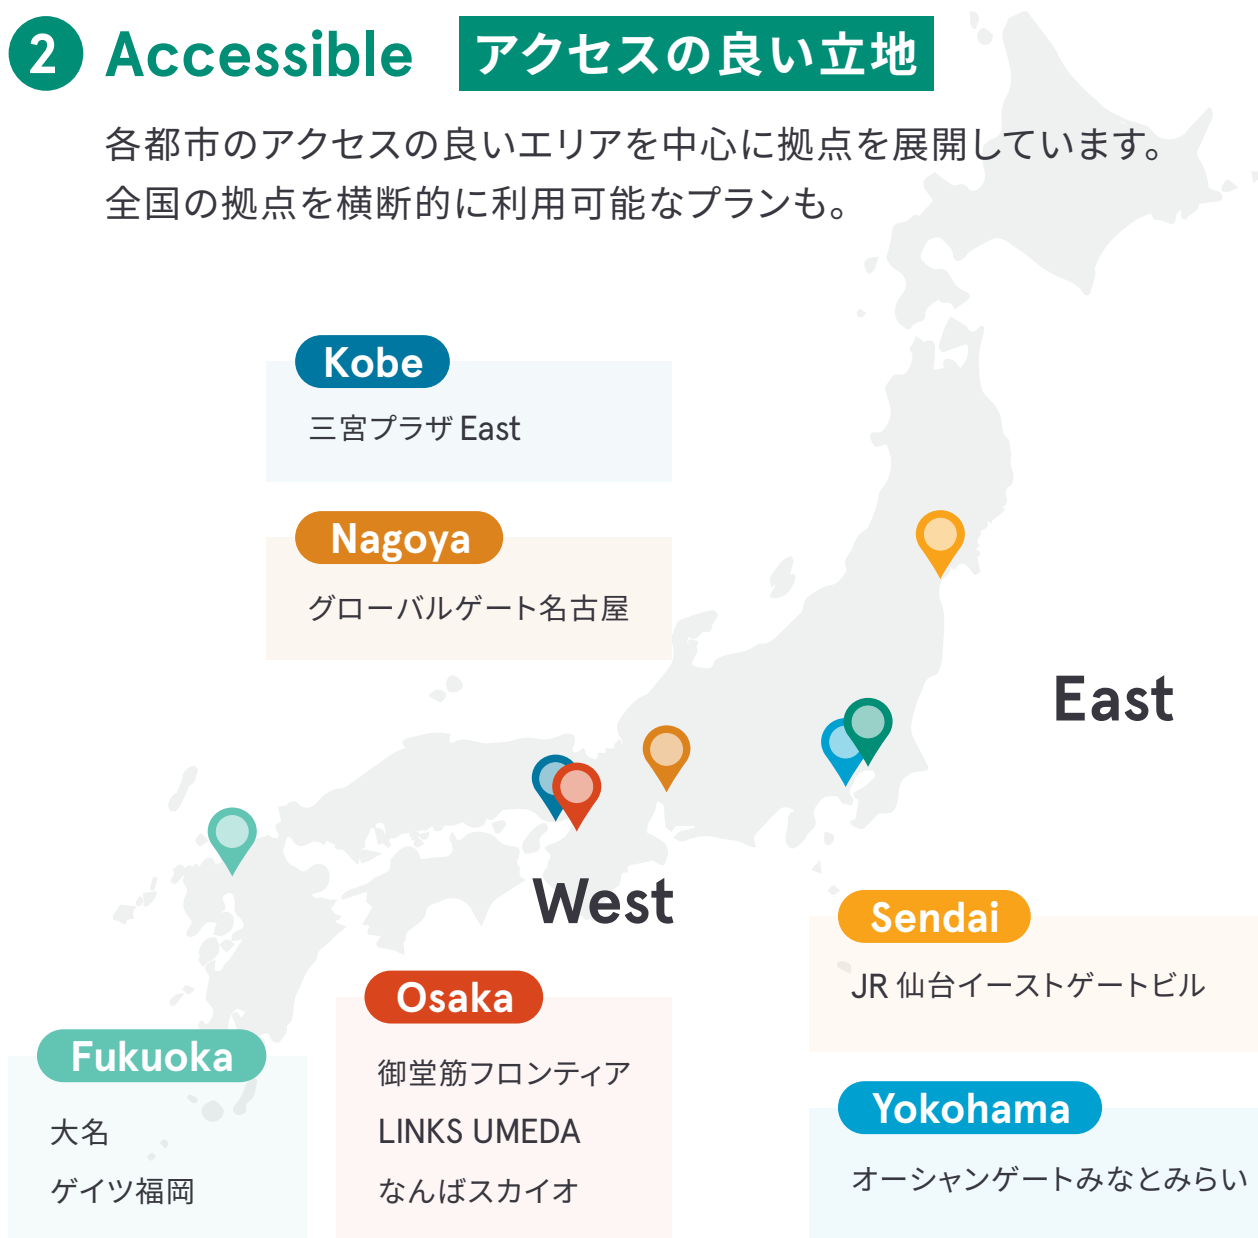 2 Accessible アクセスの良い立地
各都市のアクセスの良いエリアを中心に拠点を展開しています。
全国の拠点を横断的に利用可能なプランも。
Kobe
三宮プラザ East
Nagoya
グローバルゲート名古屋
East
West
Sendai
JR 仙台イーストゲートビル
Osaka
御堂筋フロンティア
LINKS UMEDA
なんばスカイオ
Fukuoka
大名
ゲイツ福岡
Yokohama
オーシャンゲートみなとみらい